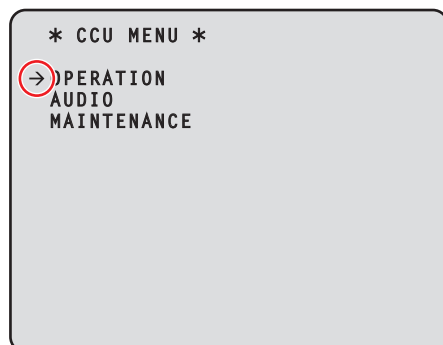 * CCU MENU *
→OPERATION
AUDIO
MAINTENANCE